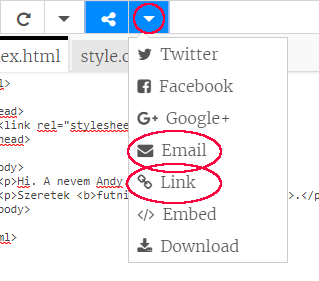 ex.html style.c
Twitter
Facebook
Google+
Email
Link
</> Embed
Download
l>
ead>
<link rel="styleshee
head>
ody>
<p>Hi. A nevem Andy
<p>Szeretek <b>futni >.</p
body>
ml>